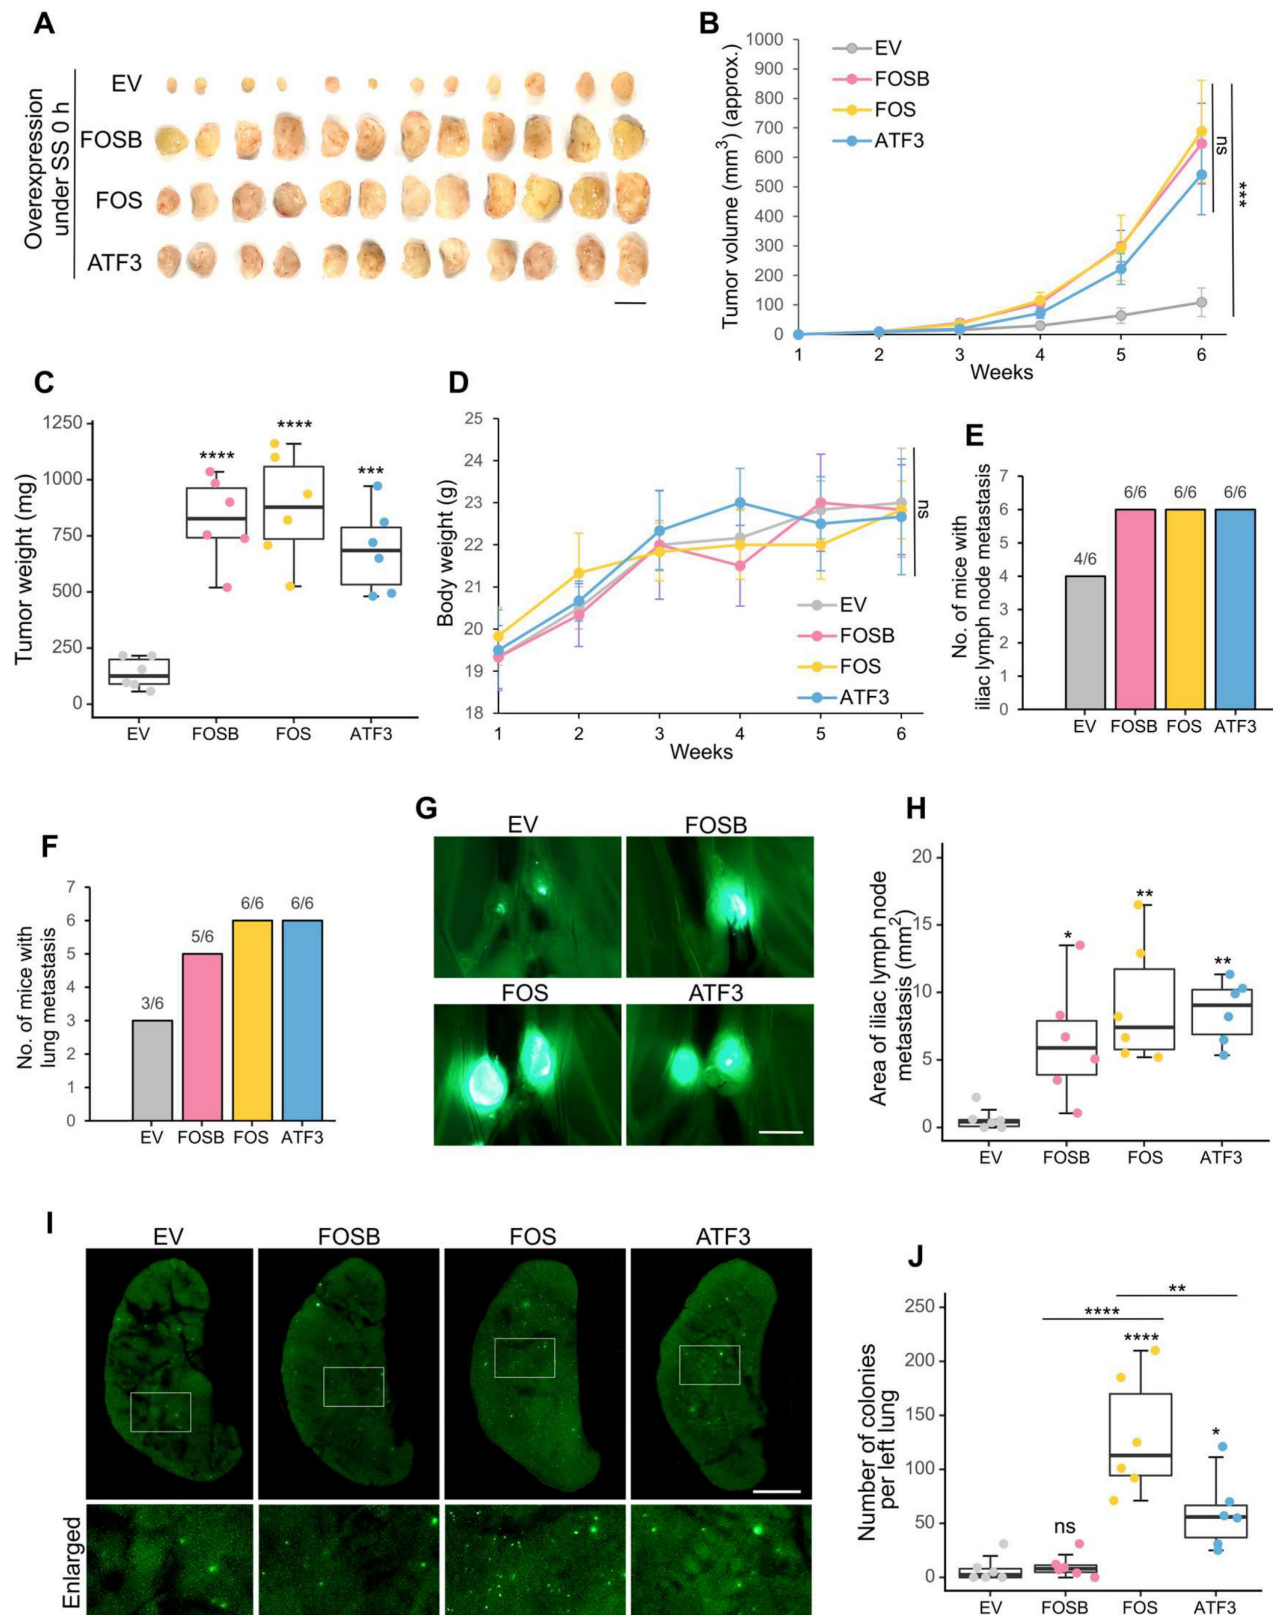 A
Overexpression
under SS 0 h
EV
FOSB
FOS
ATF3
B
Tumor volume (mm3) (approx.)
1000
900
800
700
600
500
400
300
200
100
0
EV
FOSB
FOS
ATF3
ns
***
1 2 3 4 5 6
Weeks
C
Tumor weight (mg)
1250
1000
750
500
250
0
****
****
***
EV FOSB FOS ATF3
D
Body weight (g)
25
24
23
22
21
20
19
18
ns
EV
FOSB
FOS
ATF3
1 2 3 4 5 6
Weeks
E
No. of mice with
iliac lymph node metastasis
7
6
5
4
3
2
1
0
4/6 6/6 6/6 6/6
EV FOSB FOS ATF3
F
No. of mice with
lung metastasis
7
6
5
4
3
2
1
0
3/6 5/6 6/6 6/6
EV FOSB FOS ATF3
G
EV FOSB
FOS ATF3
H
Area of iliac lymph node
metastasis (mm2)
20
15
10
5
0
*
**
**
EV FOSB FOS ATF3
I
EV FOSB FOS ATF3
Enlarged
J
Number of colonies
per left lung
250
200
150
100
50
0
**
****
****
*
ns
EV FOSB FOS ATF3